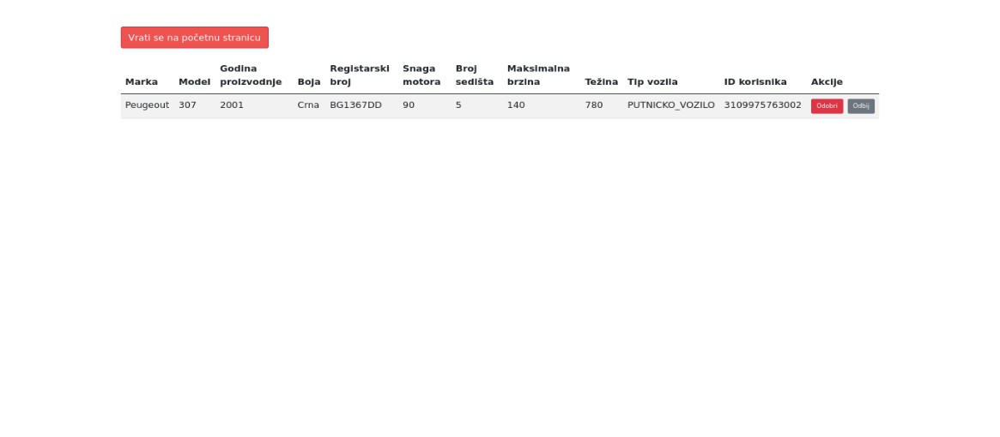 Vrati se na početnu stranicu
Marka Model Godina proizvodnje Boja Registarski broj Snaga motora Broj sedišta Maksimalna brzina Težina Tip vozila ID korisnika Akcije
Peugeout 307 2001 Crna BG1367DD 90 5 140 780 PUTNICKO_VOZILO 3109975763002 Odobri Odbij